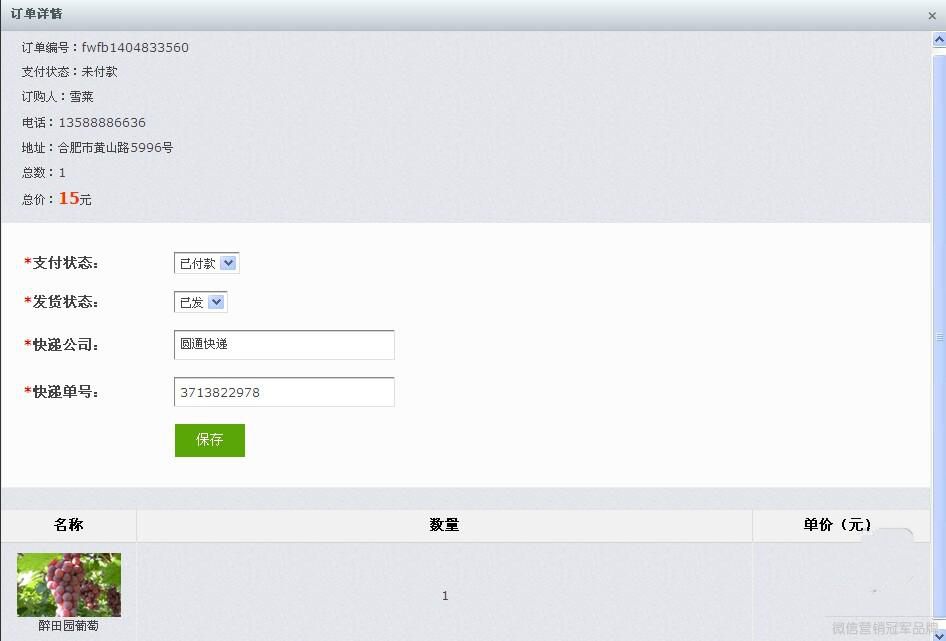 订单详情
订单编号：fwfb1404833560
支付状态：未付款
订购人：雪菜
电话：13588886636
地址：合肥市黄山路5996号
总数：1
总价：15元
*支付状态： 已付款
*发货状态： 已发
*快递公司： 圆通快递
*快递单号： 3713822978
保存
名称 数量 单价（元）
1
醉田园葡萄
微信营销冠军品牌